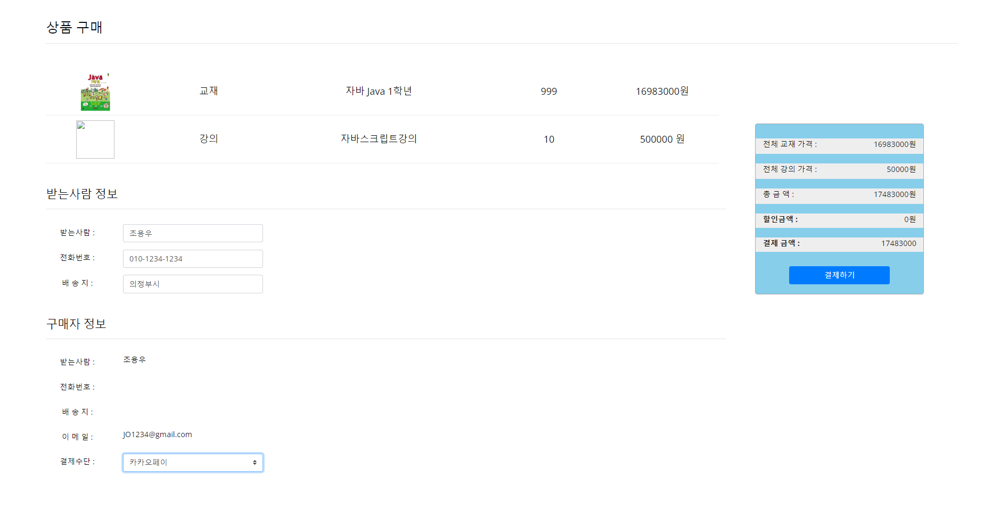 상품 구매
Java
1학년
교재 자바 Java 1학년 999 16983000원
강의 자바스크립트강의 10 500000 원
받는사람 정보
받는사람 : 조용우
전화번호 : 010-1234-1234
배 송 지 : 의정부시
구매자 정보
받는사람 : 조용우
전화번호 :
배 송 지 :
이 메 일 : JO1234@gmail.com
결제수단 : 카카오페이
전체 교재 가격 : 16983000원
전체 강의 가격 : 50000원
총 금 액 : 17483000원
할인금액 : 0원
결제 금액 : 17483000
결제하기